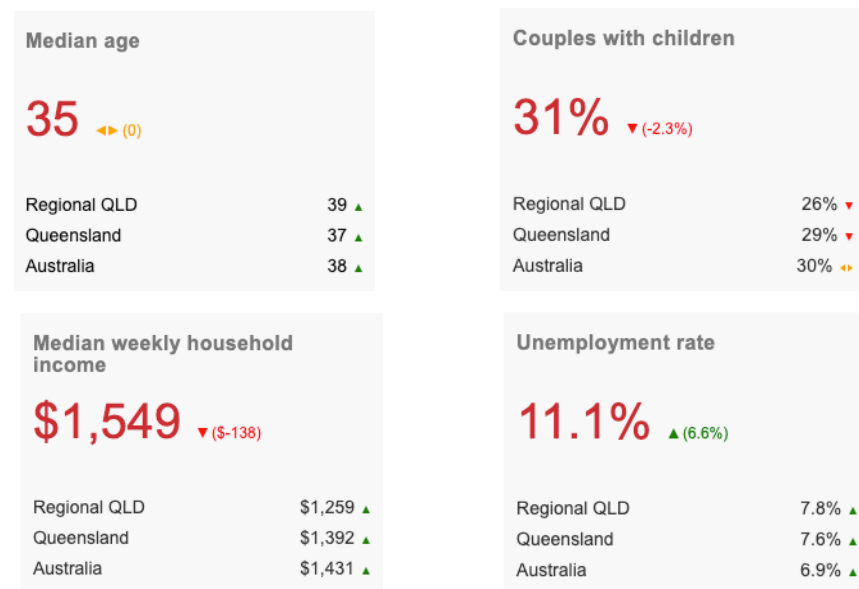 Median age
35 ◄► (0)
Regional QLD 39 ▲
Queensland 37 ▲
Australia 38 ▲
Couples with children
31% ▼ (-2.3%)
Regional QLD 26% ▼
Queensland 29% ▼
Australia 30% ◄►
Median weekly household
income
$1,549 ▼ ($-138)
Regional QLD $1,259 ▲
Queensland $1,392 ▲
Australia $1,431 ▲
Unemployment rate
11.1% ▲ (6.6%)
Regional QLD 7.8% ▲
Queensland 7.6% ▲
Australia 6.9% ▲